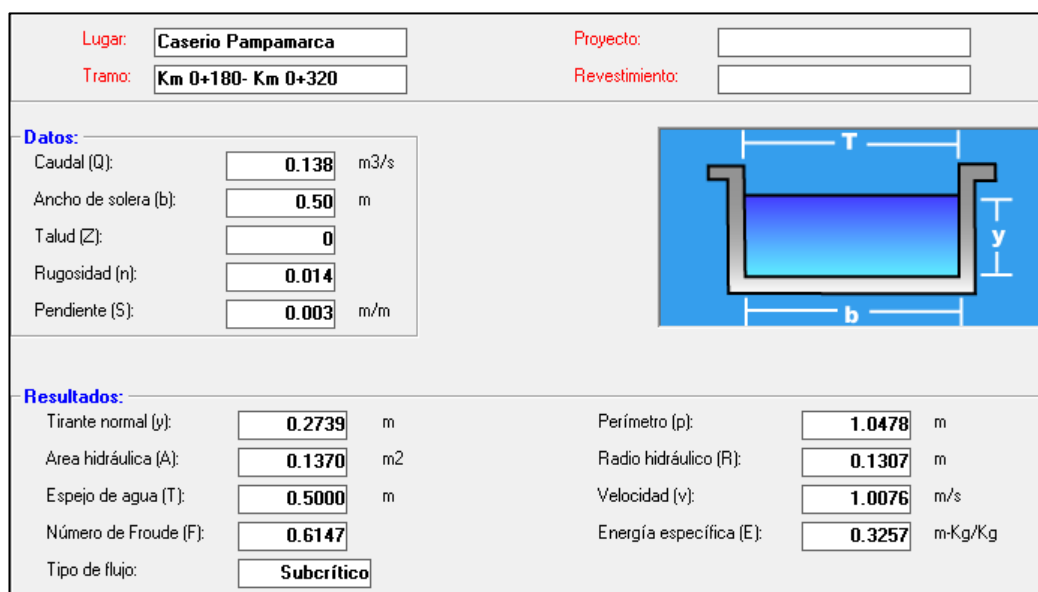 Lugar: Caserio Pampamarca Proyecto:
Tramo: Km 0+180- Km 0+320 Revestimiento:
Datos:
Caudal (Q): 0.138 m3/s
Ancho de solera (b): 0.50 m
Talud (Z): 0
Rugosidad (n): 0.014
Pendiente (S): 0.003 m/m
T
y
b
Resultados:
Tirante normal (y): 0.2739 m Perímetro (p): 1.0478 m
Area hidráulica (A): 0.1370 m2 Radio hidráulico (R): 0.1307 m
Espejo de agua (T): 0.5000 m Velocidad (v): 1.0076 m/s
Número de Froude (F): 0.6147 Energía específica (E): 0.3257 m-Kg/Kg
Tipo de flujo: Subcrítico